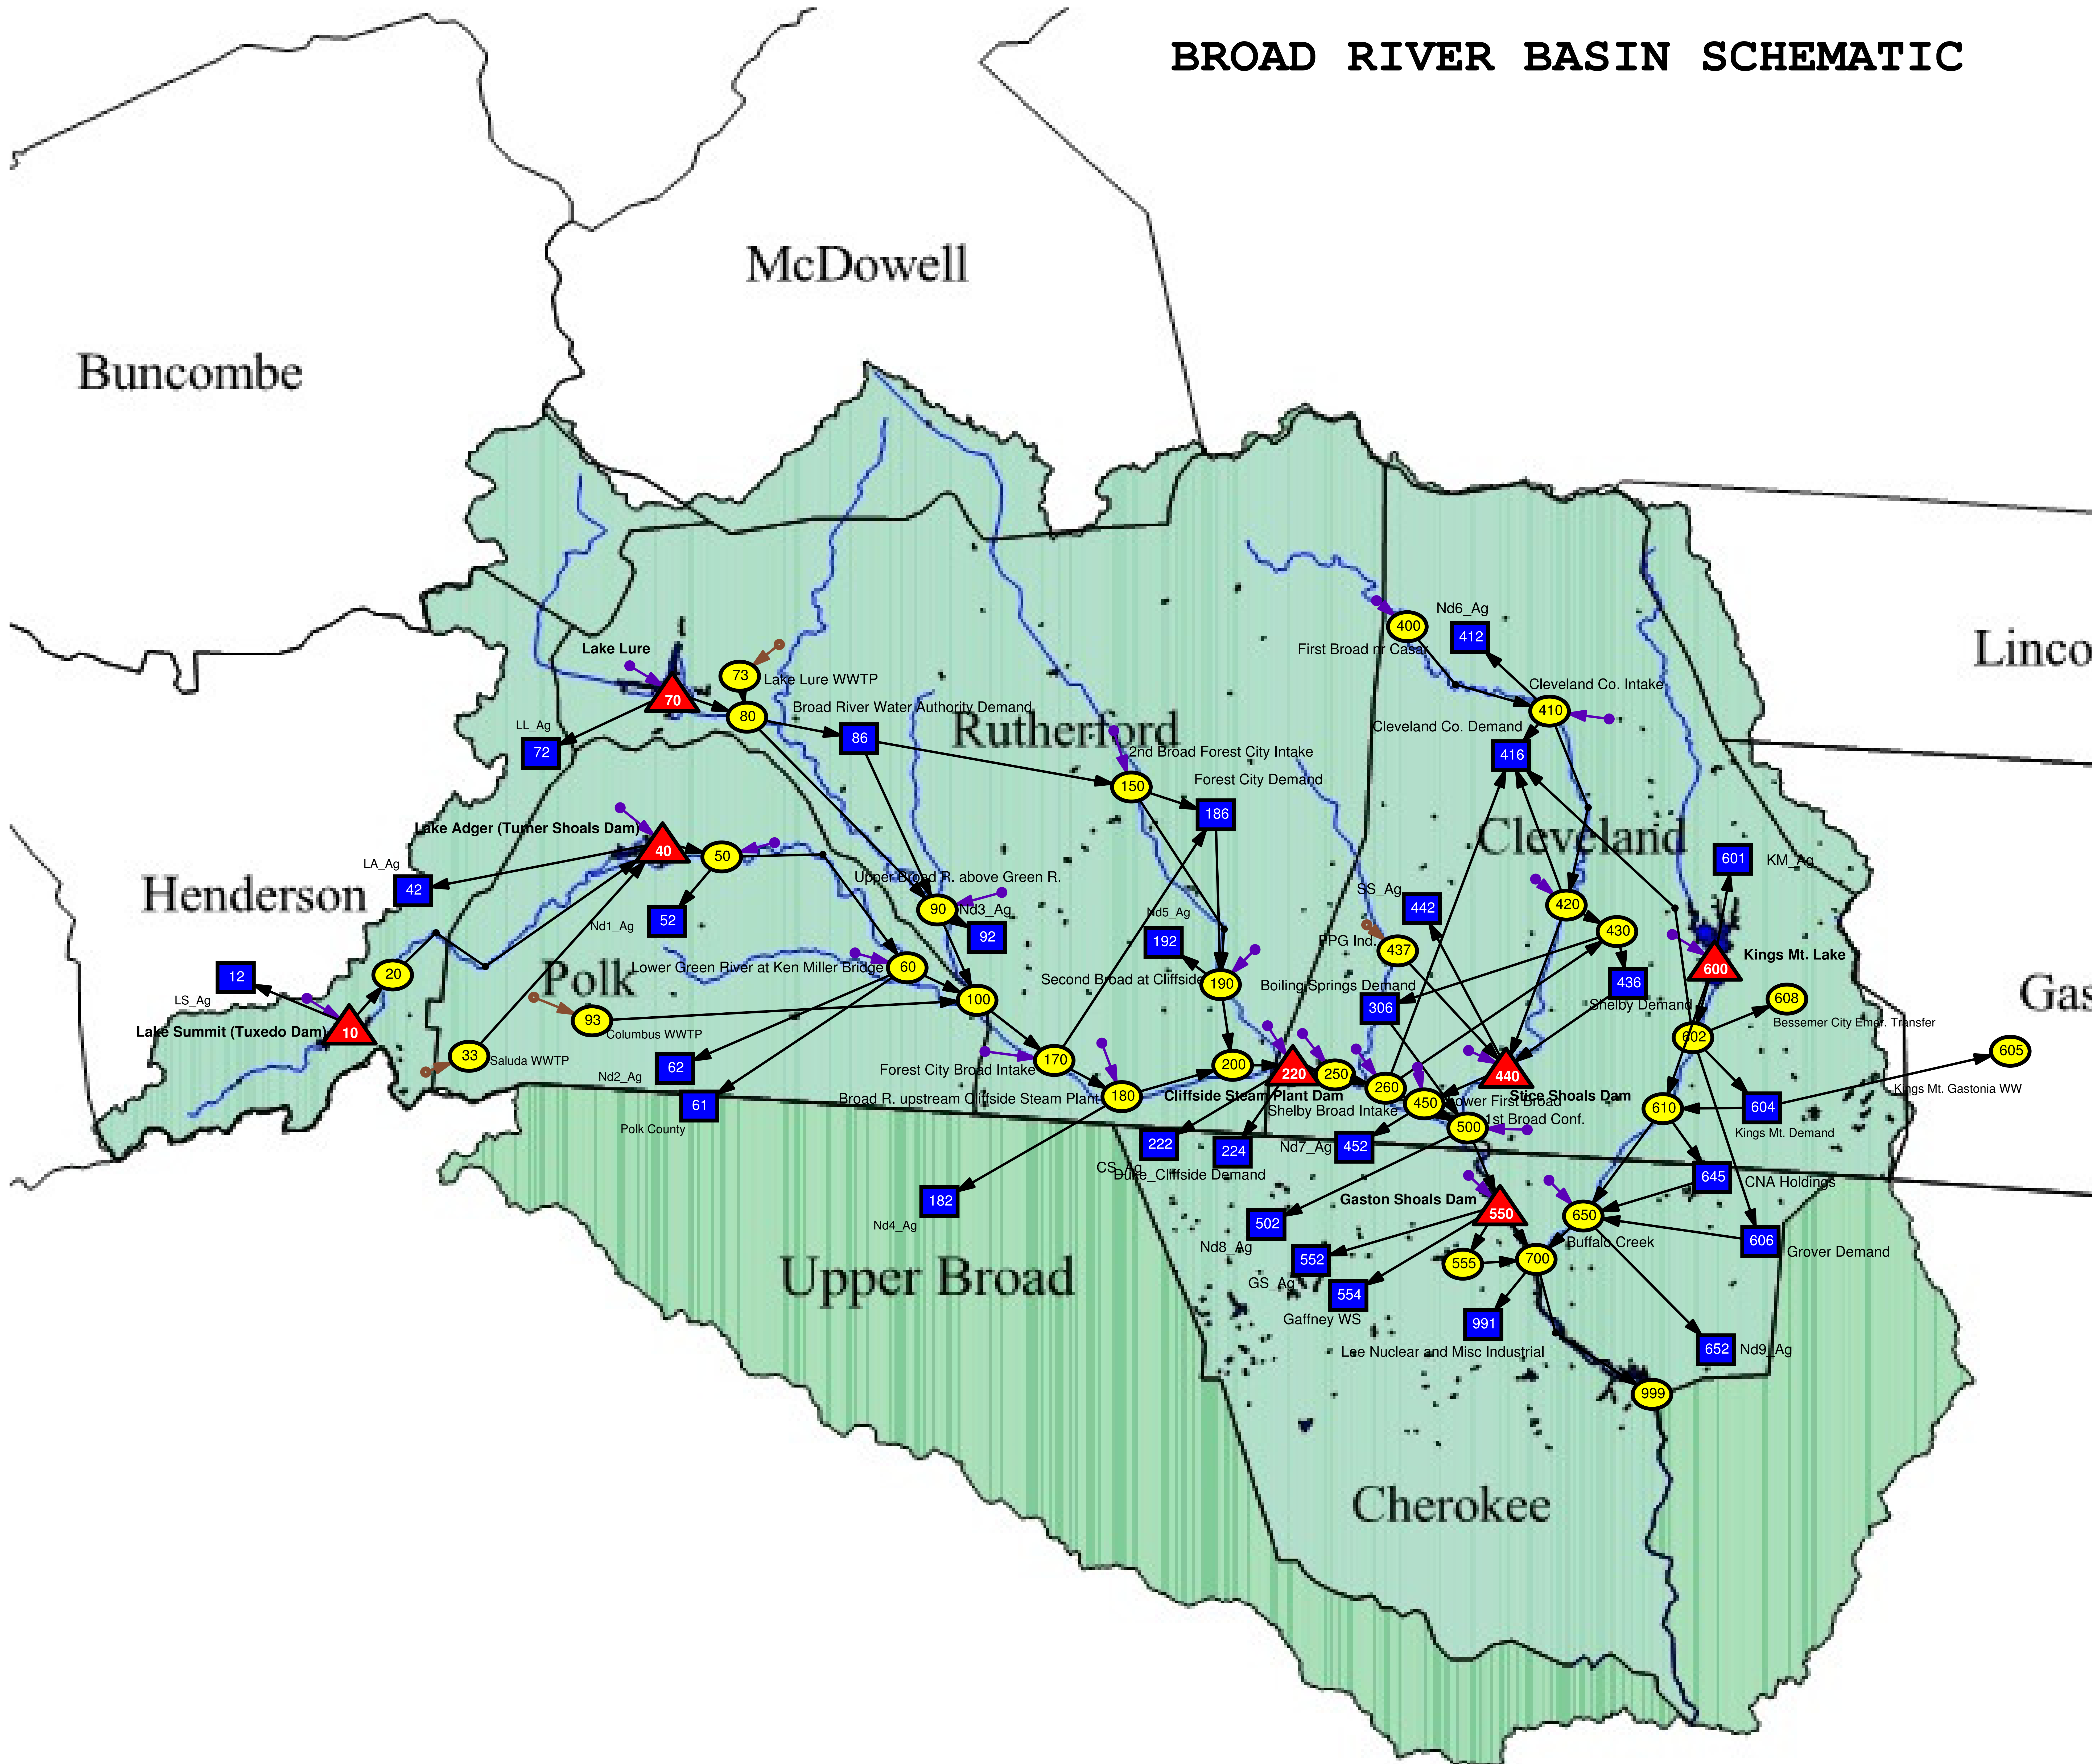 BROAD RIVER BASIN SCHEMATIC
McDowell
Buncombe
Lincо
Nd6_Ag
400
412
First Broad nr Casar
Lake Lure
73
Lake Lure WWTP
70
80
Broad River Water Authority Demand
Rutherford
86
LL_Ag
72
Cleveland Co. Intake
410
Cleveland Co. Demand
416
2nd Broad Forest City Intake
150
Forest City Demand
186
Lake Adger (Turner Shoals Dam)
40
50
LA_Ag
42
Cleveland
601
KM_Ag
Henderson
Upper Broad R. above Green R.
90
Nd3_Ag
92
52
Nd1_Ag
SS_Ag
442
420
430
Nd5_Ag
192
PPG Ind.
437
Kings Mt. Lake
600
12
LS_Ag
20
Polk
Lower Green River at Ken Miller Bridge
60
Second Broad at Cliffside
190
Boiling Springs Demand
306
436
Shelby Demand
608
Bessemer City Emer. Transfer
Gas
100
93
Columbus WWTP
Lake Summit (Tuxedo Dam)
10
33
Saluda WWTP
602
605
Kings Mt. Gastonia WW
62
Nd2_Ag
Forest City Broad Intake
170
200
220
250
260
440
61
Polk County
Broad R. upstream Cliffside Steam Plant
180
Cliffside Steam Plant Dam
Shelby Broad Intake
450
Lower First Broad
Stice Shoals Dam
610
604
Kings Mt. Demand
1st Broad Conf.
500
222
CS_Ag
224
Duke_Cliffside Demand
Nd7_Ag
452
645
CNA Holdings
182
Nd4_Ag
Gaston Shoals Dam
550
650
Buffalo Creek
606
Grover Demand
502
Nd8_Ag
552
GS_Ag
555
700
Upper Broad
554
Gaffney WS
991
Lee Nuclear and Misc Industrial
652
Nd9_Ag
999
Cherokee